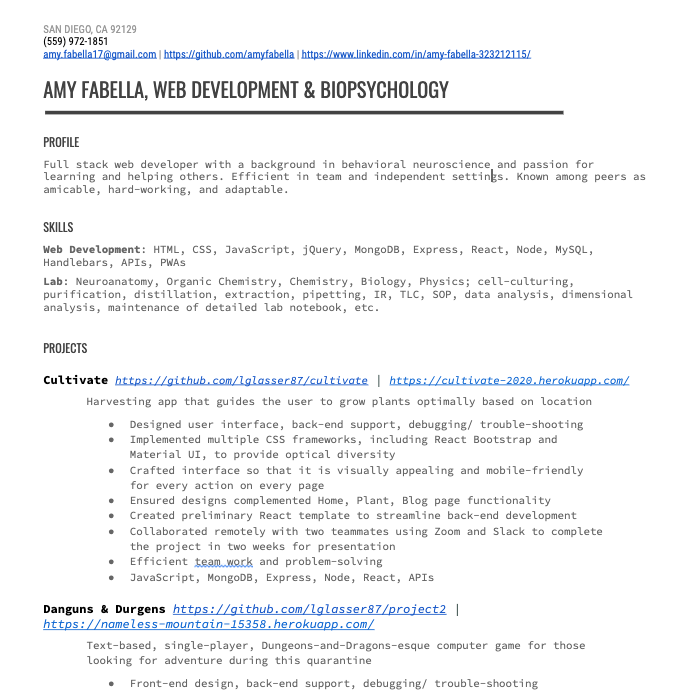 SAN DIEGO, CA 92129
(559) 972-1851
amy.fabella17@gmail.com | https://github.com/amyfabella | https://www.linkedin.com/in/amy-fabella-323212115/
AMY FABELLA, WEB DEVELOPMENT & BIOPSYCHOLOGY
PROFILE
Full stack web developer with a background in behavioral neuroscience and passion for
learning and helping others. Efficient in team and independent settings. Known among peers as
amicable, hard-working, and adaptable.
SKILLS
Web Development: HTML, CSS, JavaScript, jQuery, MongoDB, Express, React, Node, MySQL,
Handlebars, APIs, PWAs
Lab: Neuroanatomy, Organic Chemistry, Chemistry, Biology, Physics; cell-culturing,
purification, distillation, extraction, pipetting, IR, TLC, SOP, data analysis, dimensional
analysis, maintenance of detailed lab notebook, etc.
PROJECTS
Cultivate https://github.com/lglasser87/cultivate | https://cultivate-2020.herokuapp.com/
Harvesting app that guides the user to grow plants optimally based on location
● Designed user interface, back-end support, debugging/ trouble-shooting
● Implemented multiple CSS frameworks, including React Bootstrap and
Material UI, to provide optical diversity
● Crafted interface so that it is visually appealing and mobile-friendly
for every action on every page
● Ensured designs complemented Home, Plant, Blog page functionality
● Created preliminary React template to streamline back-end development
● Collaborated remotely with two teammates using Zoom and Slack to complete
the project in two weeks for presentation
● Efficient team work and problem-solving
● JavaScript, MongoDB, Express, Node, React, APIs
Danguns & Durgens https://github.com/lglasser87/project2 |
https://nameless-mountain-15358.herokuapp.com/
Text-based, single-player, Dungeons-and-Dragons-esque computer game for those
looking for adventure during this quarantine
● Front-end design, back-end support, debugging/ trouble-shooting